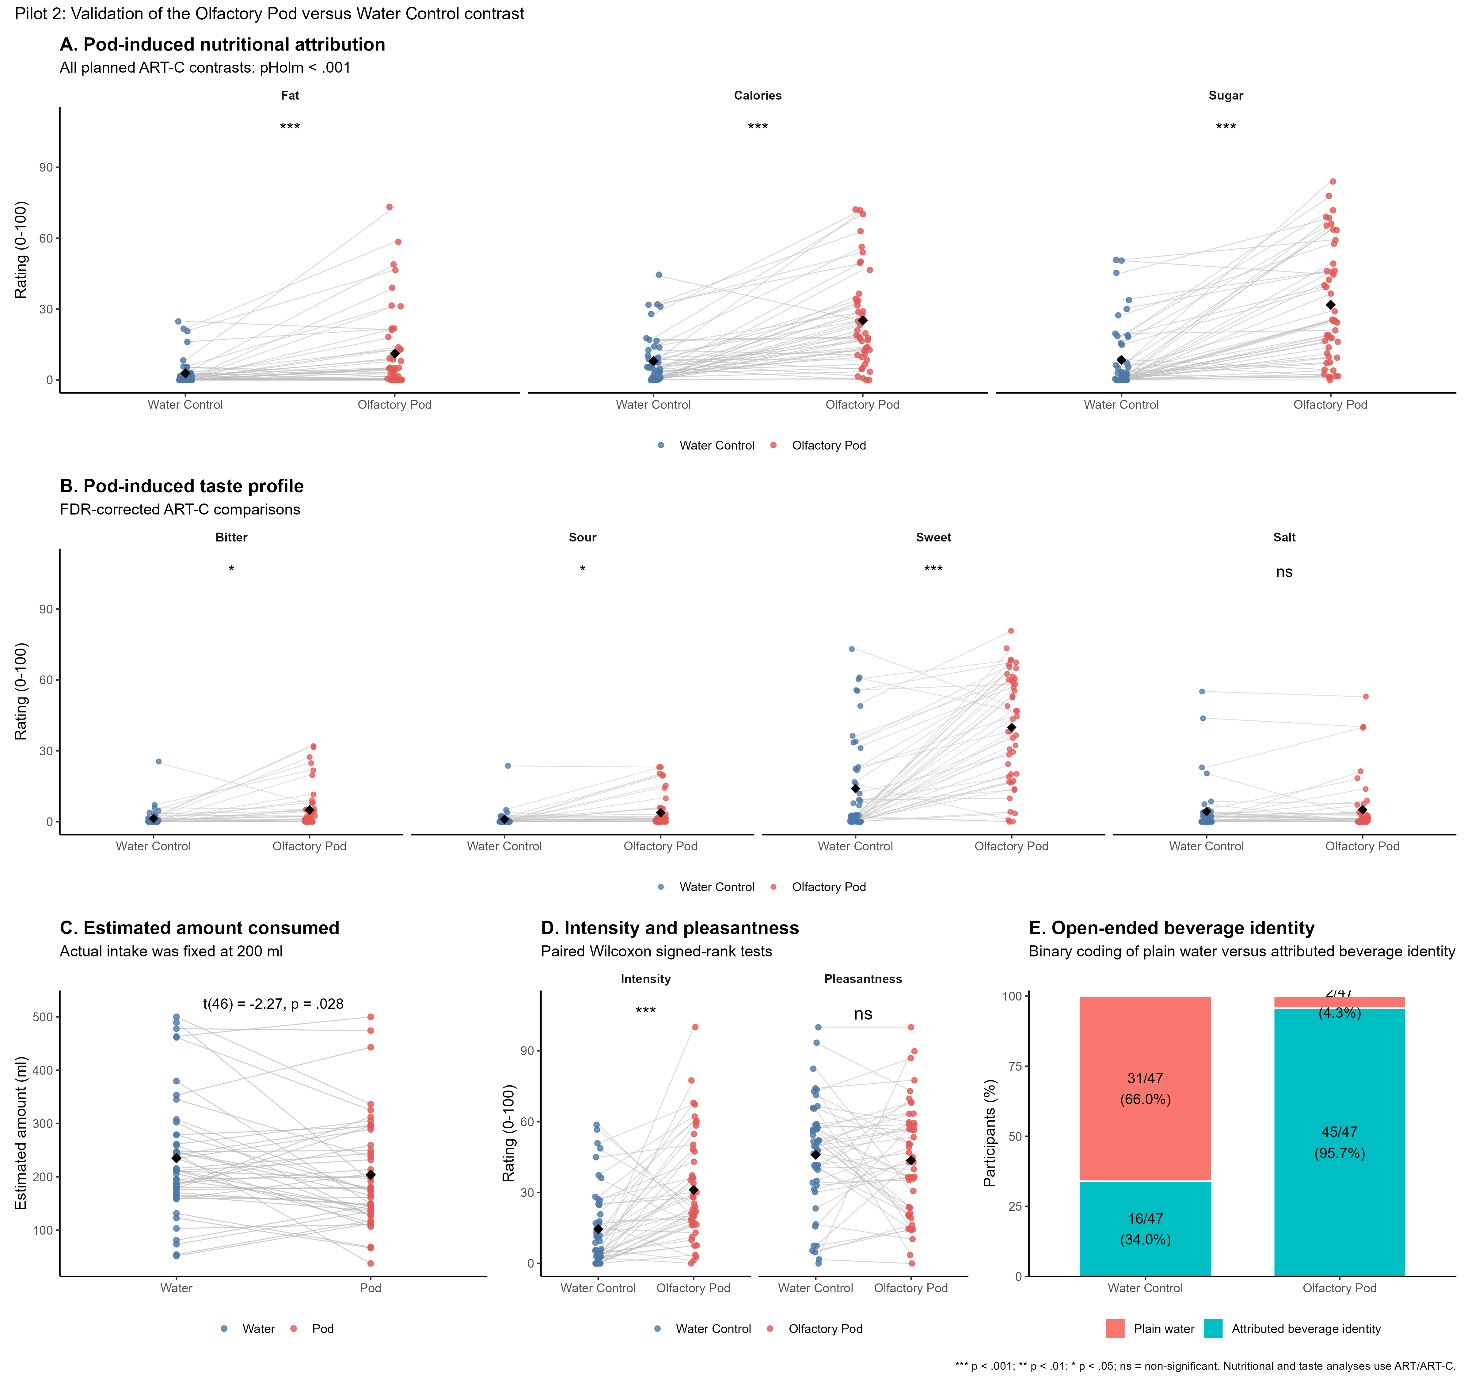 Pilot 2: Validation of the Olfactory Pod versus Water Control contrast
A. Pod-induced nutritional attribution
All planned ART-C contrasts: pHolm < .001
Fat
Calories
Sugar
***
***
***
Rating (0-100)
90
60
30
0
Water Control
Olfactory Pod
Water Control
Olfactory Pod
Water Control
Olfactory Pod
Water Control
Olfactory Pod
B. Pod-induced taste profile
FDR-corrected ART-C comparisons
Bitter
Sour
Sweet
Salt
*
*
***
ns
Rating (0-100)
90
60
30
0
Water Control
Olfactory Pod
Water Control
Olfactory Pod
Water Control
Olfactory Pod
Water Control
Olfactory Pod
Water Control
Olfactory Pod
C. Estimated amount consumed
Actual intake was fixed at 200 ml
t(46) = -2.27, p = .028
Estimated amount (ml)
500
400
300
200
100
Water
Pod
Water
Pod
D. Intensity and pleasantness
Paired Wilcoxon signed-rank tests
Intensity
Pleasantness
***
ns
Rating (0-100)
90
60
30
0
Water Control
Olfactory Pod
Water Control
Olfactory Pod
Water Control
Olfactory Pod
E. Open-ended beverage identity
Binary coding of plain water versus attributed beverage identity
Participants (%)
100
75
50
25
0
31/47
(66.0%)
16/47
(34.0%)
2/47
(4.3%)
45/47
(95.7%)
Water Control
Olfactory Pod
Plain water
Attributed beverage identity
*** p < .001; ** p < .01; * p < .05; ns = non-significant. Nutritional and taste analyses use ART/ART-C.